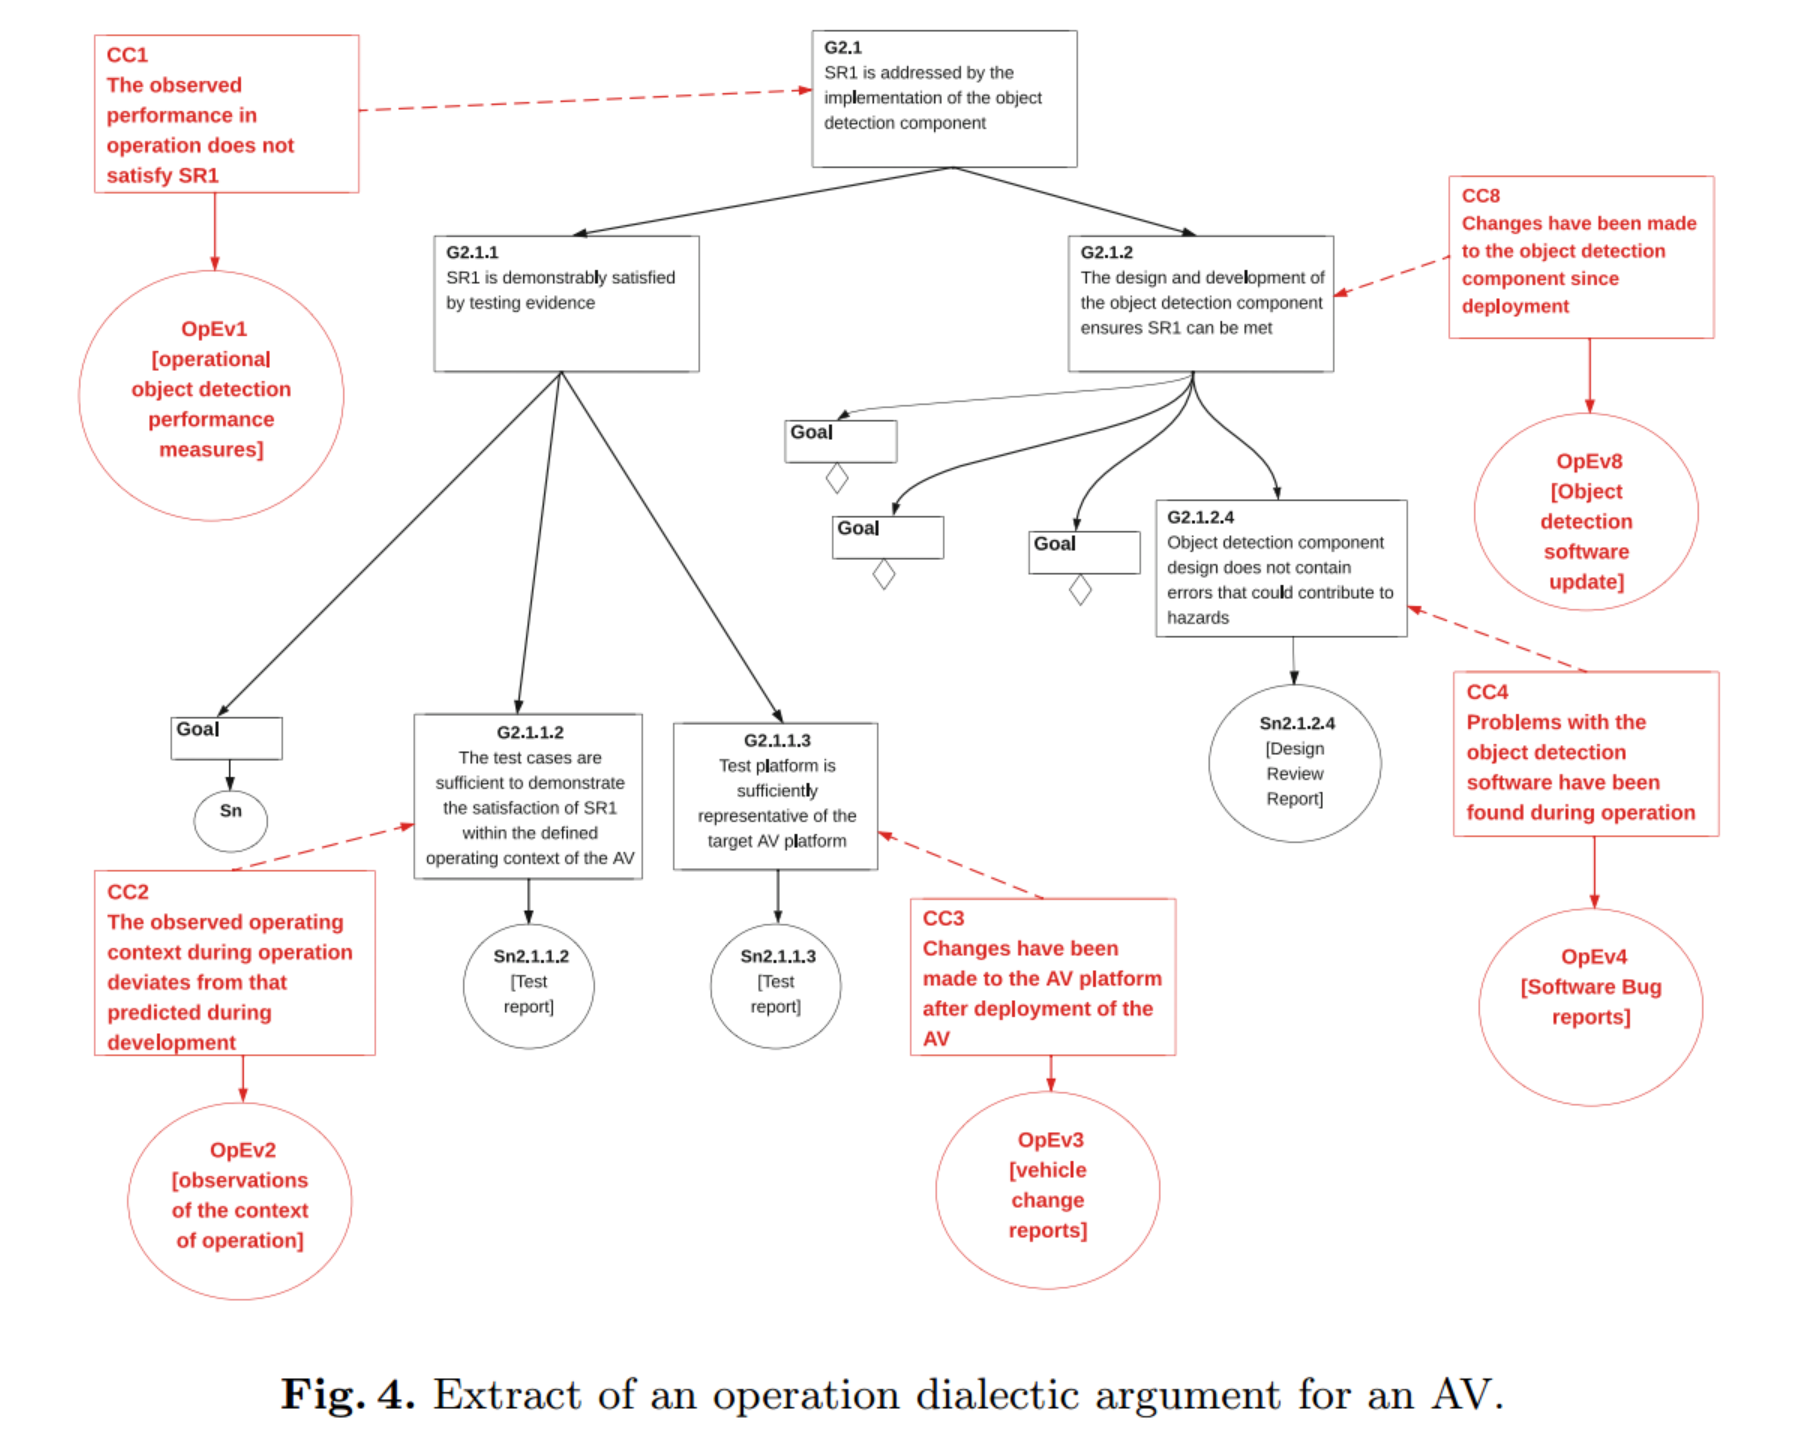 CC1
The observed
performance in
operation does not
satisfy SR1
G2.1
SR1 is addressed by the
implementation of the object
detection component
CC8
Changes have been made
to the object detection
component since
deployment
G2.1.1
SR1 is demonstrably satisfied
by testing evidence
G2.1.2
The design and development of
the object detection component
ensures SR1 can be met
OpEv1
[operational
object detection
performance
measures]
Goal
Goal
Goal
G2.1.2.4
Object detection component
design does not contain
errors that could contribute to
hazards
OpEv8
[Object
detection
software
update]
Goal
Sn
G2.1.1.2
The test cases are
sufficient to demonstrate
the satisfaction of SR1
within the defined
operating context of the AV
G2.1.1.3
Test platform is
sufficiently
representative of the
target AV platform
Sn2.1.2.4
[Design
Review
Report]
CC4
Problems with the
object detection
software have been
found during operation
CC2
The observed operating
context during operation
deviates from that
predicted during
development
Sn2.1.1.2
[Test
report]
Sn2.1.1.3
[Test
report]
CC3
Changes have been
made to the AV platform
after deployment of the
AV
OpEv4
[Software Bug
reports]
OpEv2
[observations
of the context
of operation]
OpEv3
[vehicle
change
reports]
Fig. 4. Extract of an operation dialectic argument for an AV.